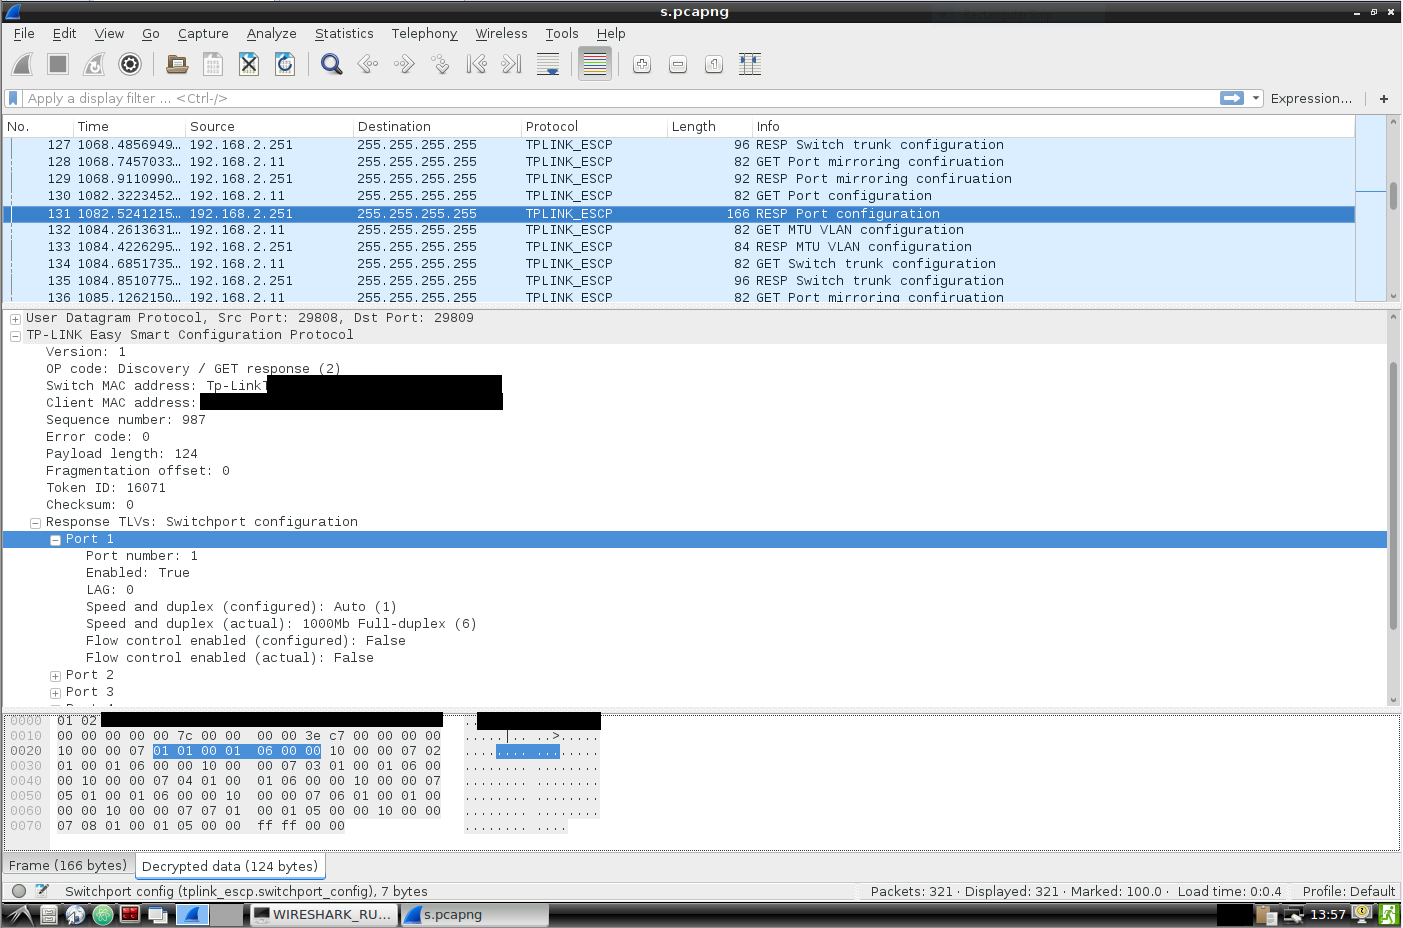 s.pcapng
File Edit View Go Capture Analyze Statistics Telephony Wireless Tools Help
Apply a display filter ... <Ctrl-/> Expression... +
No. Time Source Destination Protocol Length Info
127 1068.4856949... 192.168.2.251 255.255.255.255 TPLINK_ESCP 96 RESP Switch trunk configuration
128 1068.7457033... 192.168.2.11 255.255.255.255 TPLINK_ESCP 82 GET Port mirroring confiruation
129 1068.9110990... 192.168.2.251 255.255.255.255 TPLINK_ESCP 92 RESP Port mirroring confiruation
130 1082.3223452... 192.168.2.11 255.255.255.255 TPLINK_ESCP 82 GET Port configuration
131 1082.5241215... 192.168.2.251 255.255.255.255 TPLINK_ESCP 166 RESP Port configuration
132 1084.2613631... 192.168.2.11 255.255.255.255 TPLINK_ESCP 82 GET MTU VLAN configuration
133 1084.4226295... 192.168.2.251 255.255.255.255 TPLINK_ESCP 84 RESP MTU VLAN configuration
134 1084.6851735... 192.168.2.11 255.255.255.255 TPLINK_ESCP 82 GET Switch trunk configuration
135 1084.8510775... 192.168.2.251 255.255.255.255 TPLINK_ESCP 96 RESP Switch trunk configuration
136 1085.1262150... 192.168.2.11 255.255.255.255 TPLINK_ESCP 82 GET Port mirroring confiruation
User Datagram Protocol, Src Port: 29808, Dst Port: 29809
TP-LINK Easy Smart Configuration Protocol
Version: 1
OP code: Discovery / GET response (2)
Switch MAC address: Tp-LinkT
Client MAC address:
Sequence number: 987
Error code: 0
Payload length: 124
Fragmentation offset: 0
Token ID: 16071
Checksum: 0
Response TLVs: Switchport configuration
Port 1
Port number: 1
Enabled: True
LAG: 0
Speed and duplex (configured): Auto (1)
Speed and duplex (actual): 1000Mb Full-duplex (6)
Flow control enabled (configured): False
Flow control enabled (actual): False
Port 2
Port 3
0000 01 02 ..
0010 00 00 00 00 00 7c 00 00 00 00 3e c7 00 00 00 00 .....|.. ..>.....
0020 10 00 00 07 01 01 00 01 06 00 00 10 00 00 07 02 ........ ........
0030 01 00 01 06 00 00 10 00 00 07 03 01 00 01 06 00 ........ ........
0040 00 10 00 00 07 04 01 00 01 06 00 00 10 00 00 07 ........ ........
0050 05 01 00 01 06 00 00 10 00 00 07 06 01 00 01 00 ........ ........
0060 00 00 10 00 00 07 07 01 00 01 05 00 00 10 00 00 ........ ........
0070 07 08 01 00 01 05 00 00 ff ff 00 00 ........ ....
Frame (166 bytes) Decrypted data (124 bytes)
Switchport config (tplink_escp.switchport_config), 7 bytes Packets: 321 · Displayed: 321 · Marked: 100.0 · Load time: 0:0.4 Profile: Default
WIRESHARK_RU... s.pcapng 13:57